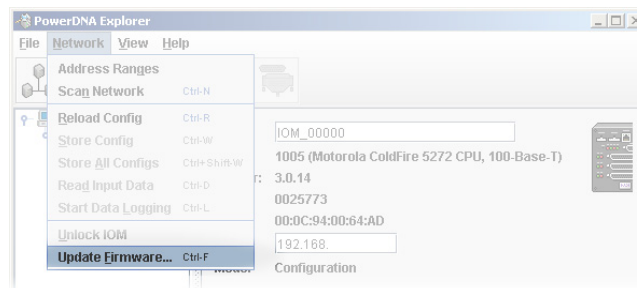 PowerDNA Explorer
File Network View Help
Address Ranges
Scan Network Ctrl-N
Reload Config Ctrl-R
Store Config Ctrl-W
Store All Configs Ctrl+Shift-W
Read Input Data Ctrl-D
Start Data Logging Ctrl-L
Unlock IOM
Update Firmware... Ctrl-F
IOM_00000
1005 (Motorola ColdFire 5272 CPU, 100-Base-T)
3.0.14
0025773
00:0C:94:00:64:AD
192.168.
Configuration